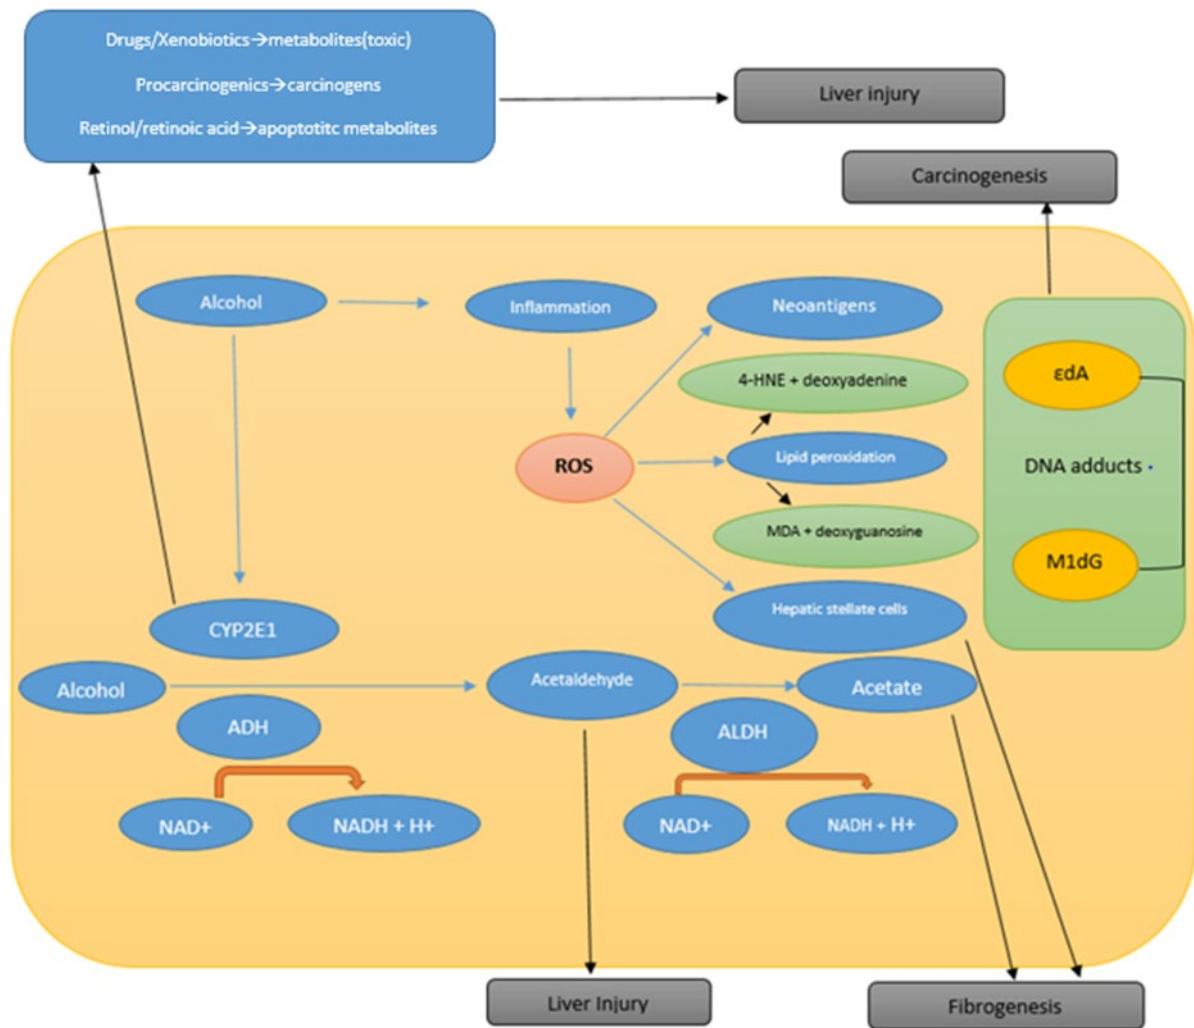 Drugs/Xenobiotics→metabolites(toxic)
Procarcinogenics→carcinogens
Retinol/retinoic acid→apoptotitc metabolites
Liver injury
Carcinogenesis
Alcohol
Inflammation
Neoantigens
4-HNE + deoxyadenine
εdA
ROS
Lipid peroxidation
DNA adducts
MDA + deoxyguanosine
M1dG
Hepatic stellate cells
CYP2E1
Alcohol
Acetaldehyde
Acetate
ADH
ALDH
NAD+
NADH + H+
NAD+
NADH + H+
Liver Injury
Fibrogenesis